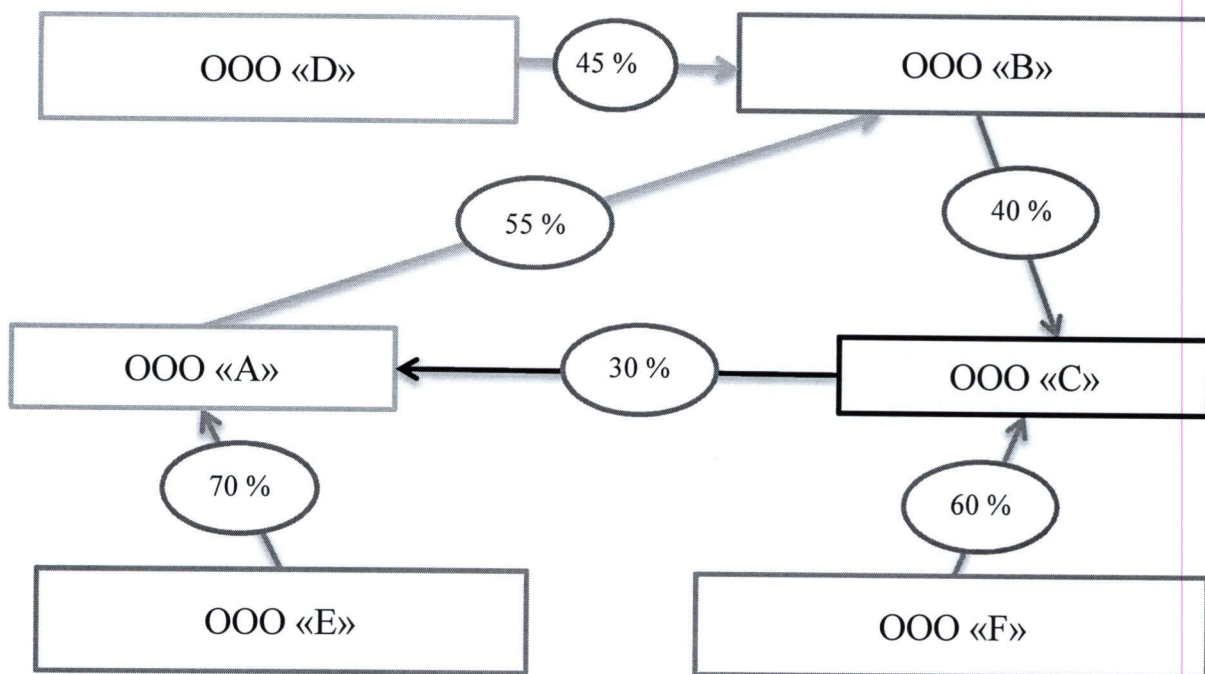 ООО «D»
45 %
ООО «B»
55 %
40 %
ООО «A»
30 %
ООО «C»
70 %
60 %
ООО «E»
ООО «F»